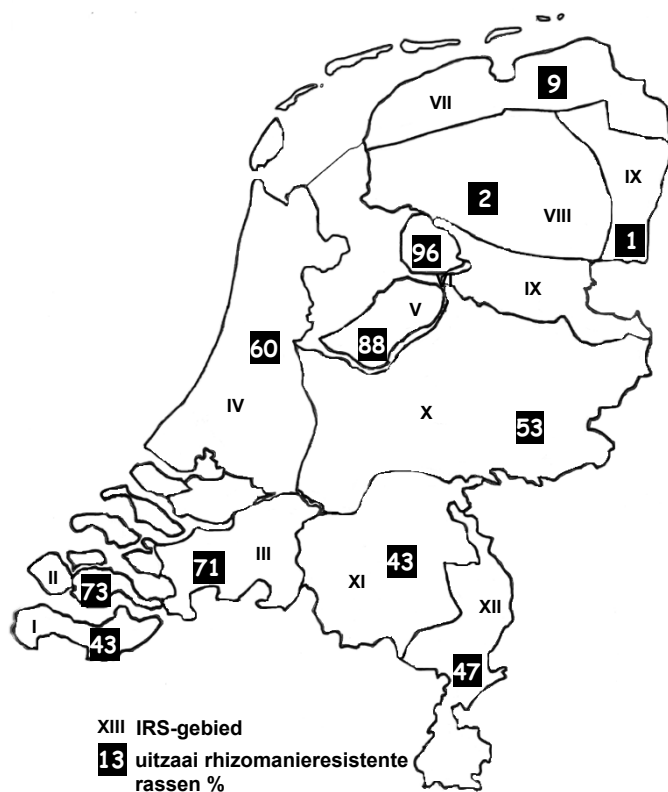 9
VII
IX
2
VIII
1
96
IX
V
88
60
IV
X
53
III
71
43
XI
II
73
XII
I
43
47
XIII IRS-gebied
13 uitzaai rhizomanieresistente
rassen %